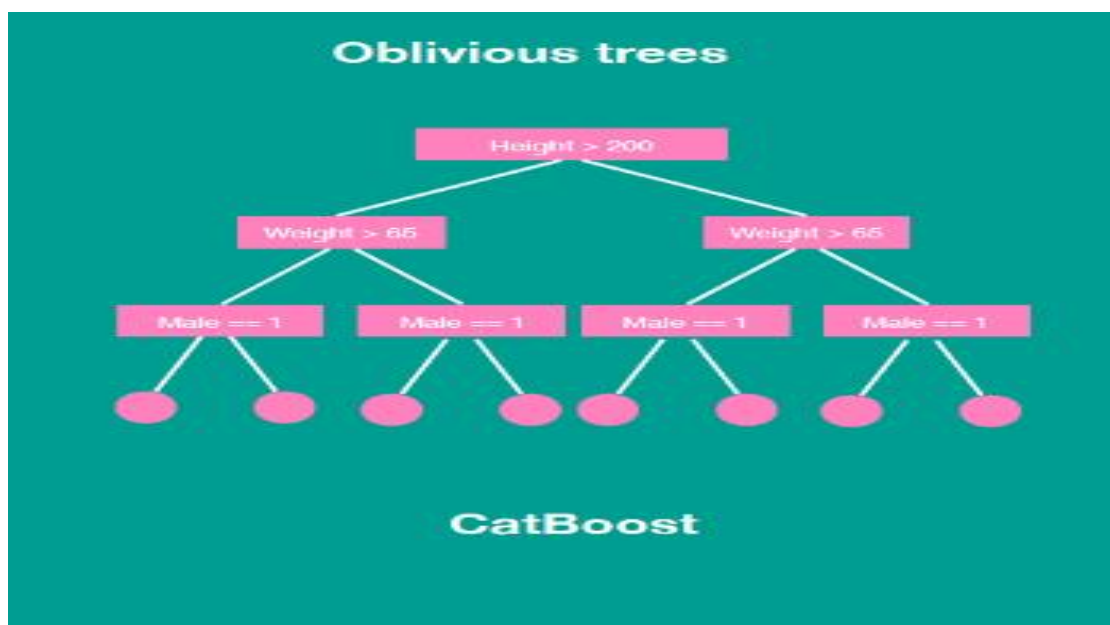 Oblivious trees
Height > 200
Weight > 65 Weight > 65
Male == 1 Male == 1 Male == 1 Male == 1
CatBoost